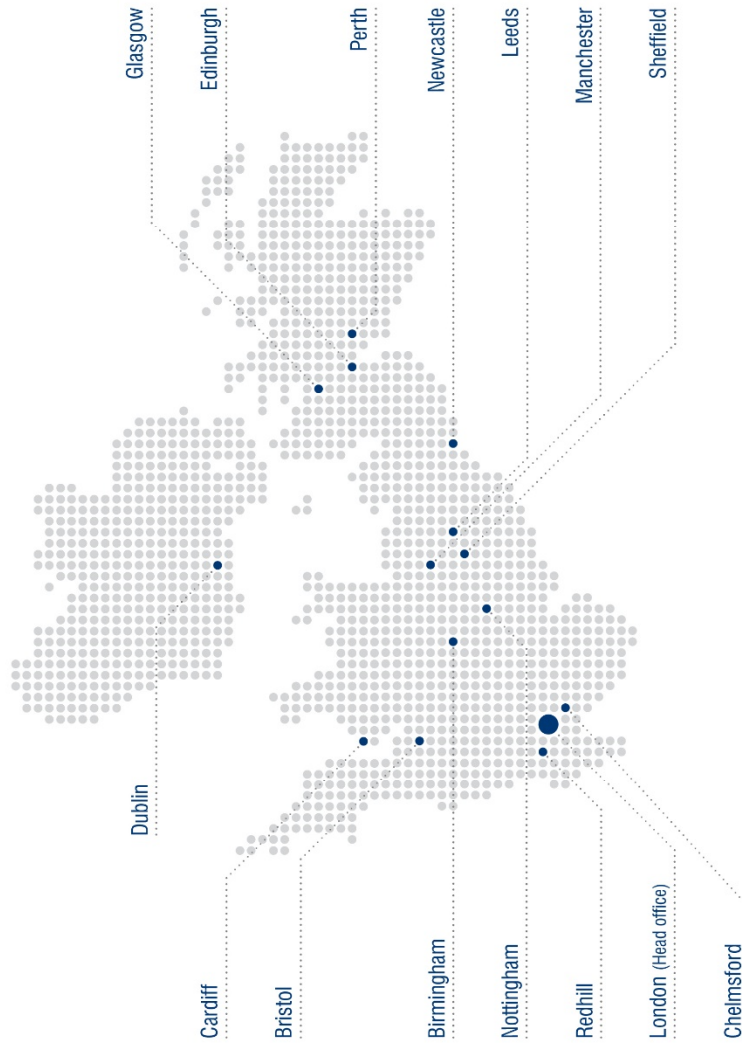 Glasgow
Edinburgh
Perth
Newcastle
Leeds
Manchester
Sheffield
Dublin
Cardiff
Bristol
Birmingham
Nottingham
Redhill
London (Head office)
Chelmsford